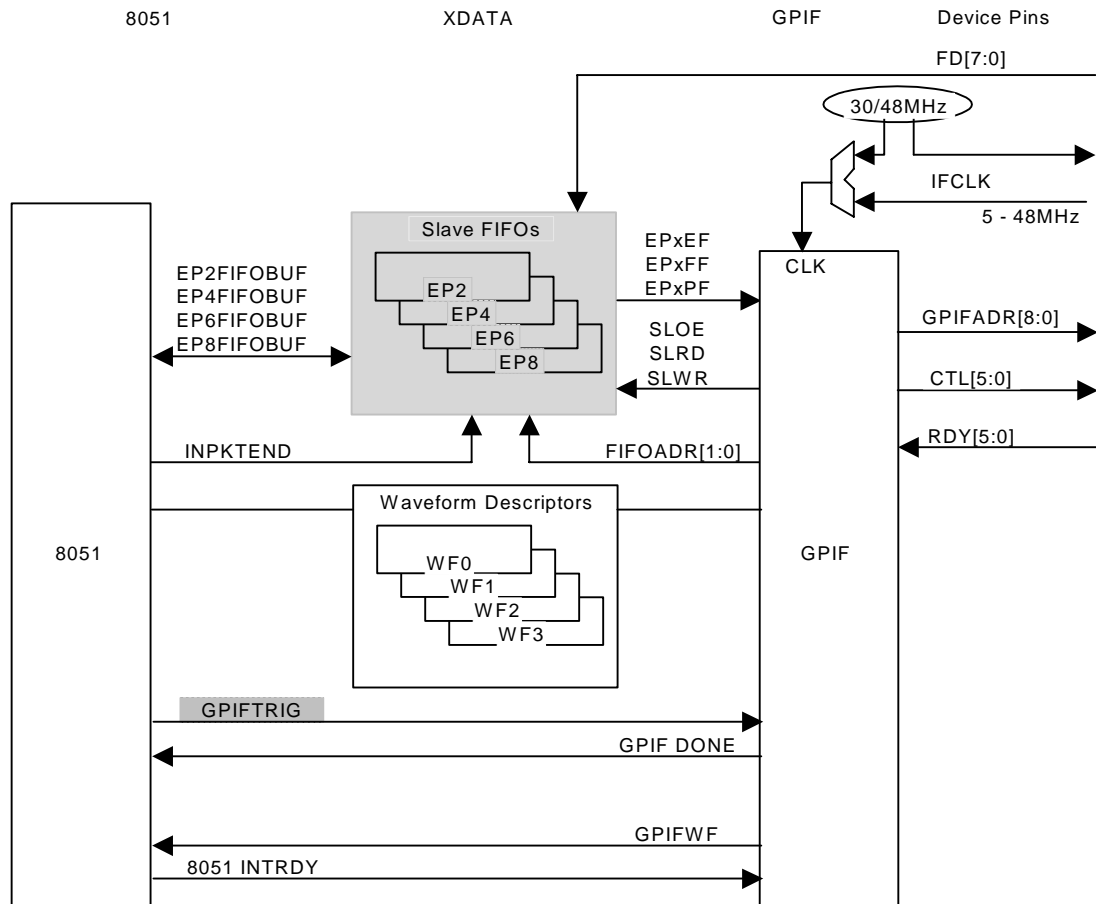 8051 XDATA GPIF Device Pins
FD[7:0]
30/48MHz
IFCLK
5 - 48MHz
Slave FIFOs
EP2
EP4
EP6
EP8
EP2FIFOBUF
EP4FIFOBUF
EP6FIFOBUF
EP8FIFOBUF
EPxEF
EPxFF
EPxPF
SLOE
SLRD
SLWR
CLK
GPIFADR[8:0]
CTL[5:0]
RDY[5:0]
INPKTEND
FIFOADR[1:0]
Waveform Descriptors
WF0
WF1
WF2
WF3
8051
GPIF
GPIFTRIG
GPIF DONE
GPIFWF
8051 INTRDY